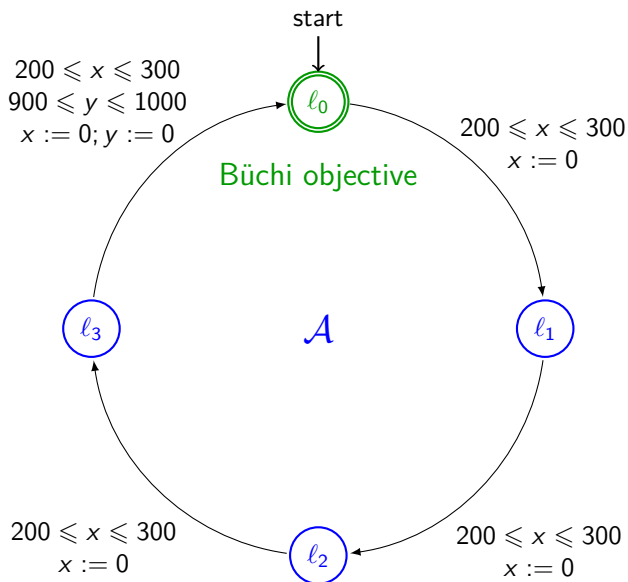 start
200 ⩽ x ⩽ 300
900 ⩽ y ⩽ 1000
x := 0; y := 0
ℓ₀
200 ⩽ x ⩽ 300
x := 0
Büchi objective
ℓ₃
𝒜
ℓ₁
200 ⩽ x ⩽ 300
x := 0
ℓ₂
200 ⩽ x ⩽ 300
x := 0